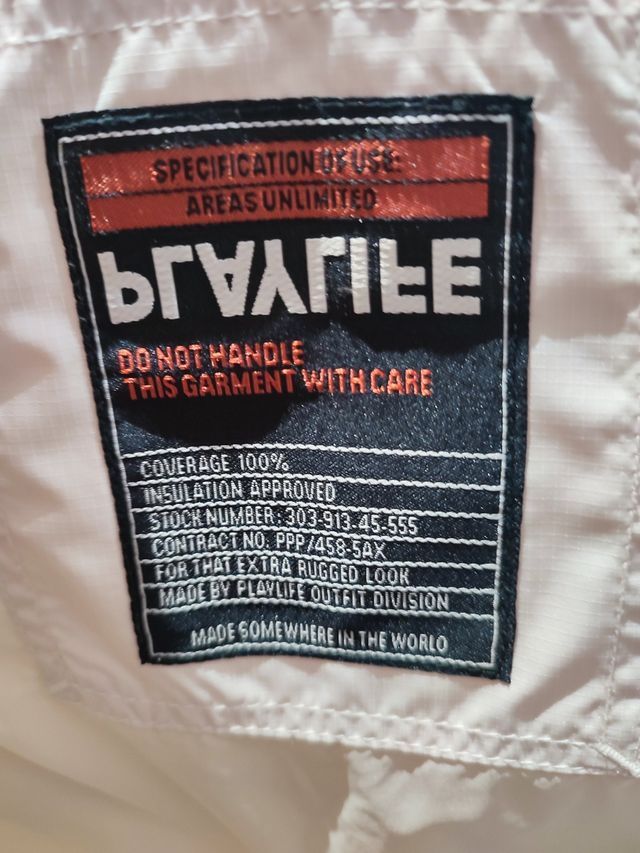 SPECIFICATION OF USE:
AREAS UNLIMITED
PLAYLIFE
DO NOT HANDLE
THIS GARMENT WITH CARE
COVERAGE 100%
INSULATION APPROVED
STOCK NUMBER: 303-913-45-555
CONTRACT NO. PPP/458-5AX
FOR THAT EXTRA RUGGED LOOK
MADE BY PLAYLIFE OUTFIT DIVISION
MADE SOMEWHERE IN THE WORLD